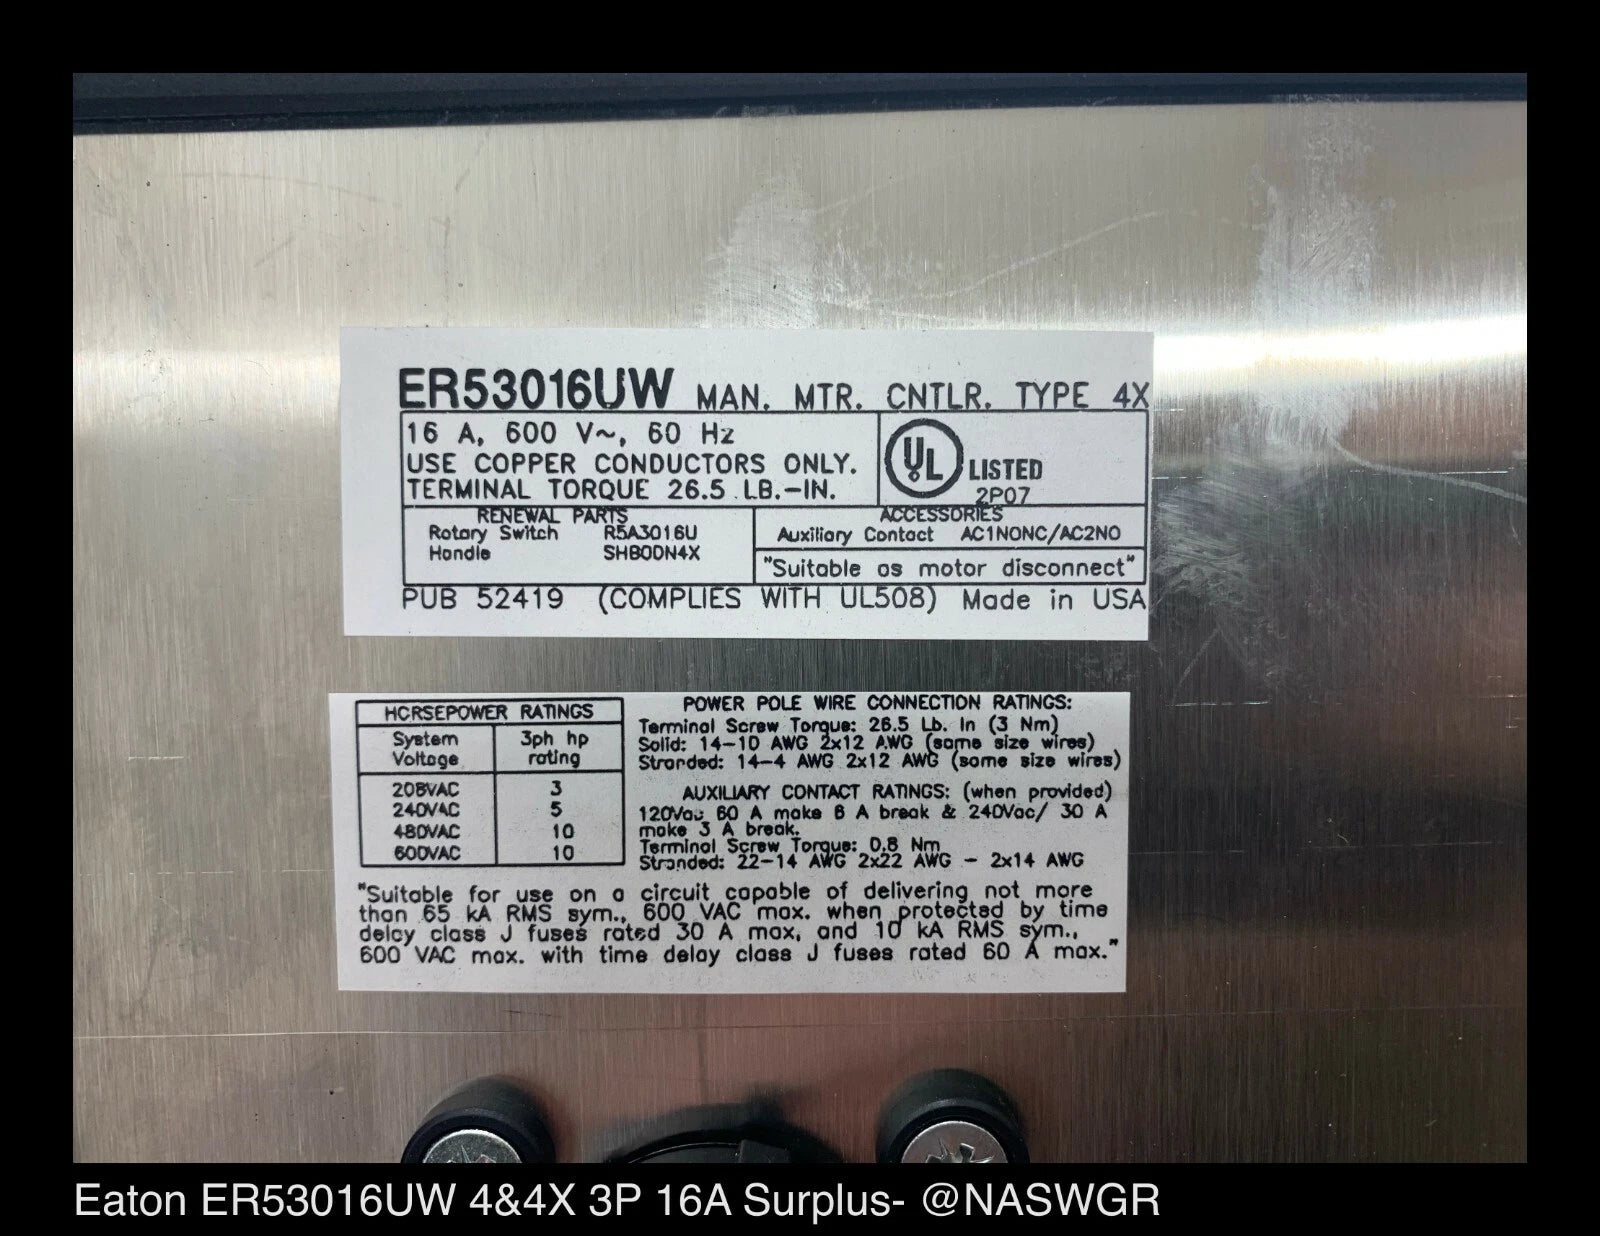 ER53016UW MAN. MTR. CNTLR. TYPE 4X
16 A, 600 V~, 60 Hz
USE COPPER CONDUCTORS ONLY.
TERMINAL TORQUE 26.5 LB.-IN.
UL LISTED
2P07
RENEWAL PARTS
Rotary Switch R5A3016U
Handle SHBODN4X
ACCESSORIES
Auxiliary Contact AC1NONC/AC2NO
"Suitable as motor disconnect"
PUB 52419 (COMPLIES WITH UL508) Made in USA
HORSEPOWER RATINGS
System Voltage 3ph hp rating
208VAC 3
240VAC 5
480VAC 10
600VAC 10
POWER POLE WIRE CONNECTION RATINGS:
Terminal Screw Torque: 26.5 Lb. In (3 Nm)
Solid: 14-10 AWG 2x12 AWG (same size wires)
Stranded: 14-4 AWG 2x12 AWG (same size wires)
AUXILIARY CONTACT RATINGS: (when provided)
120Vac 60 A make 6 A break & 240Vac/ 30 A
make 3 A break.
Terminal Screw Torque: 0.8 Nm
Stranded: 22-14 AWG 2x22 AWG - 2x14 AWG
"Suitable for use on a circuit capable of delivering not more
than 65 kA RMS sym., 600 VAC max. when protected by time
delay class J fuses rated 30 A max, and 10 kA RMS sym.,
600 VAC max. with time delay class J fuses rated 60 A max."
Eaton ER53016UW 4&4X 3P 16A Surplus- @NASWGR